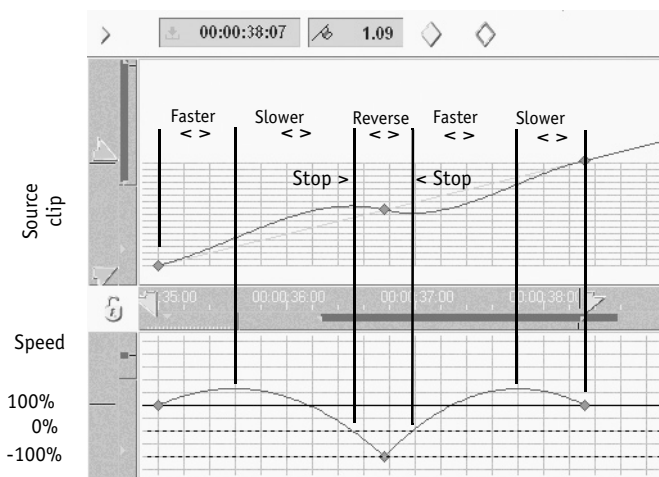 00:00:38:07 1.09
Faster Slower Reverse Faster Slower
< > < > < > < > < >
Stop > < Stop
Source
clip
35:00 00:00:36:00 00:00:37:00 00:00:38:0
Speed
100%
0%
-100%